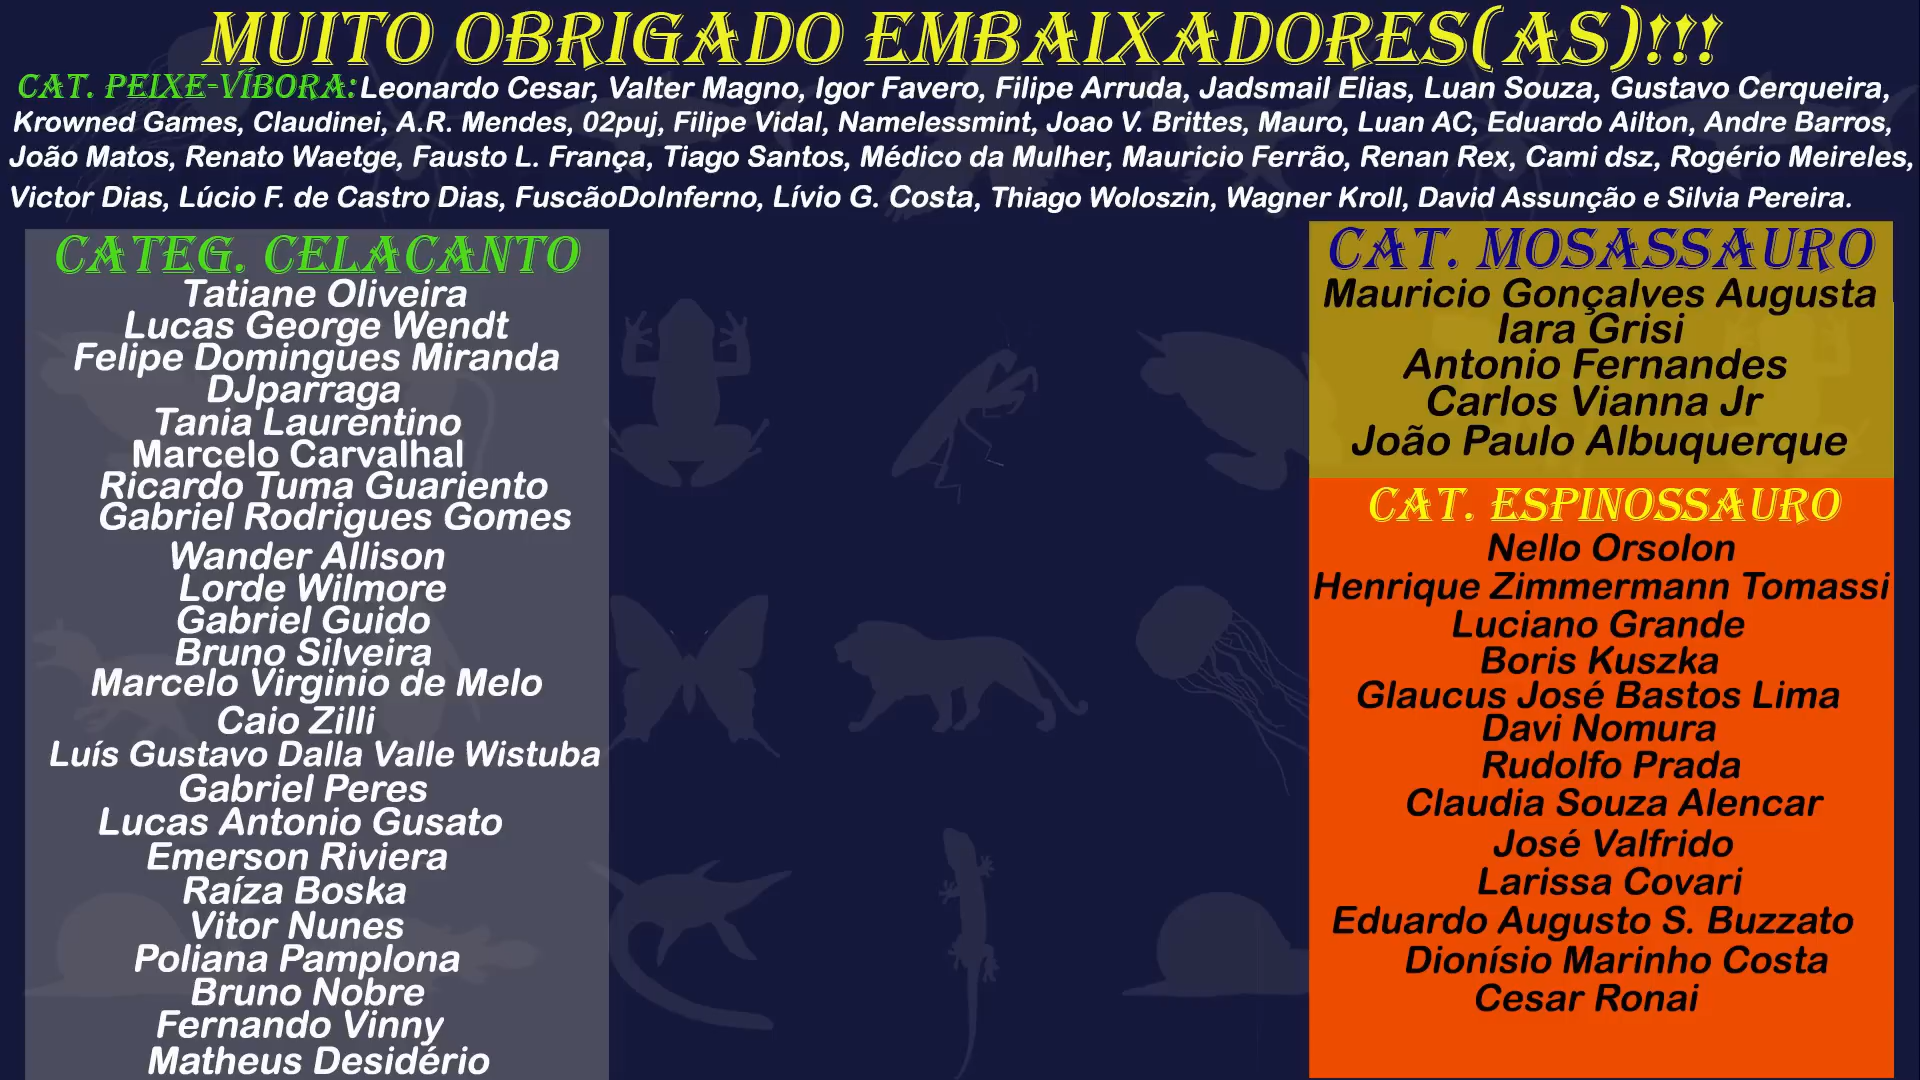 MUITO OBRIGADO EMBAIXADORES(AS)!!!
CAT. PEIXE-VÍBORA: Leonardo Cesar, Valter Magno, Igor Favero, Filipe Arruda, Jadsmail Elias, Luan Souza, Gustavo Cerqueira,
Krowned Games, Claudinei, A.R. Mendes, 02puj, Filipe Vidal, Namelessmint, Joao V. Brittes, Mauro, Luan AC, Eduardo Ailton, Andre Barros,
João Matos, Renato Waetge, Fausto L. França, Tiago Santos, Médico da Mulher, Mauricio Ferrão, Renan Rex, Cami dsz, Rogério Meireles,
Victor Dias, Lúcio F. de Castro Dias, FuscãoDoInferno, Lívio G. Costa, Thiago Woloszin, Wagner Kroll, David Assunção e Silvia Pereira.
CATEG. CELACANTO
Tatiane Oliveira
Lucas George Wendt
Felipe Domingues Miranda
DJparraga
Tania Laurentino
Marcelo Carvalhal
Ricardo Tuma Guariento
Gabriel Rodrigues Gomes
Wander Allison
Lorde Wilmore
Gabriel Guido
Bruno Silveira
Marcelo Virginio de Melo
Caio Zilli
Luís Gustavo Dalla Valle Wistuba
Gabriel Peres
Lucas Antonio Gusato
Emerson Riviera
Raíza Boska
Vitor Nunes
Poliana Pamplona
Bruno Nobre
Fernando Vinny
Matheus Desidério
CAT. MOSASSAURO
Mauricio Gonçalves Augusta
Iara Grisi
Antonio Fernandes
Carlos Vianna Jr
João Paulo Albuquerque
CAT. ESPINOSSAURO
Nello Orsolon
Henrique Zimmermann Tomassi
Luciano Grande
Boris Kuszka
Glaucus José Bastos Lima
Davi Nomura
Rudolfo Prada
Claudia Souza Alencar
José Valfrido
Larissa Covari
Eduardo Augusto S. Buzzato
Dionísio Marinho Costa
Cesar Ronai